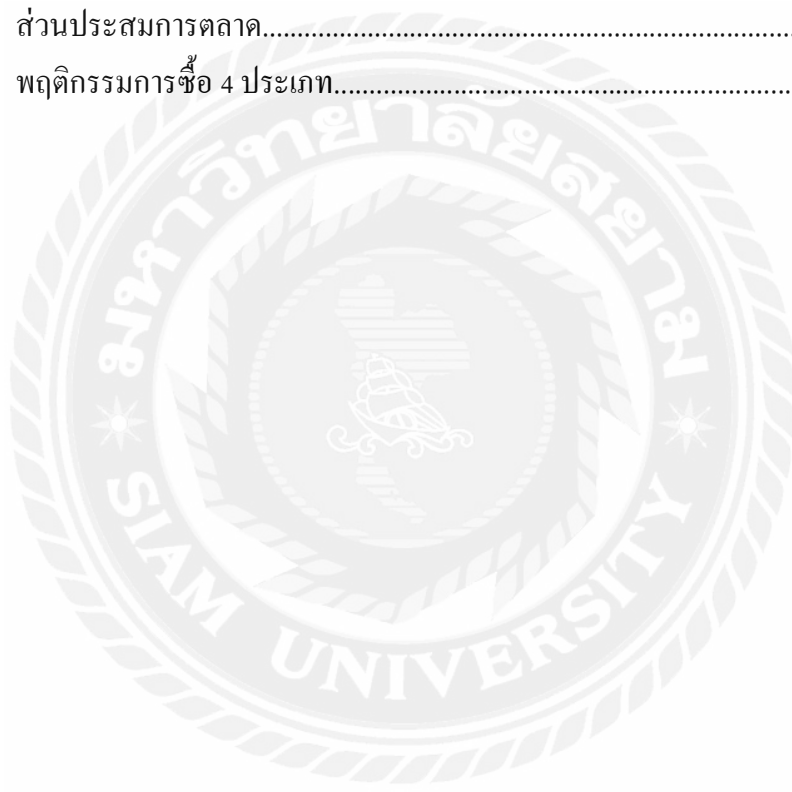 ส่วนประสมการตลาด............................................................................
พฤติกรรมการซื้อ 4 ประเภท..................................................................
มหาวิทยาลัยสยาม
SIAM UNIVERSITY